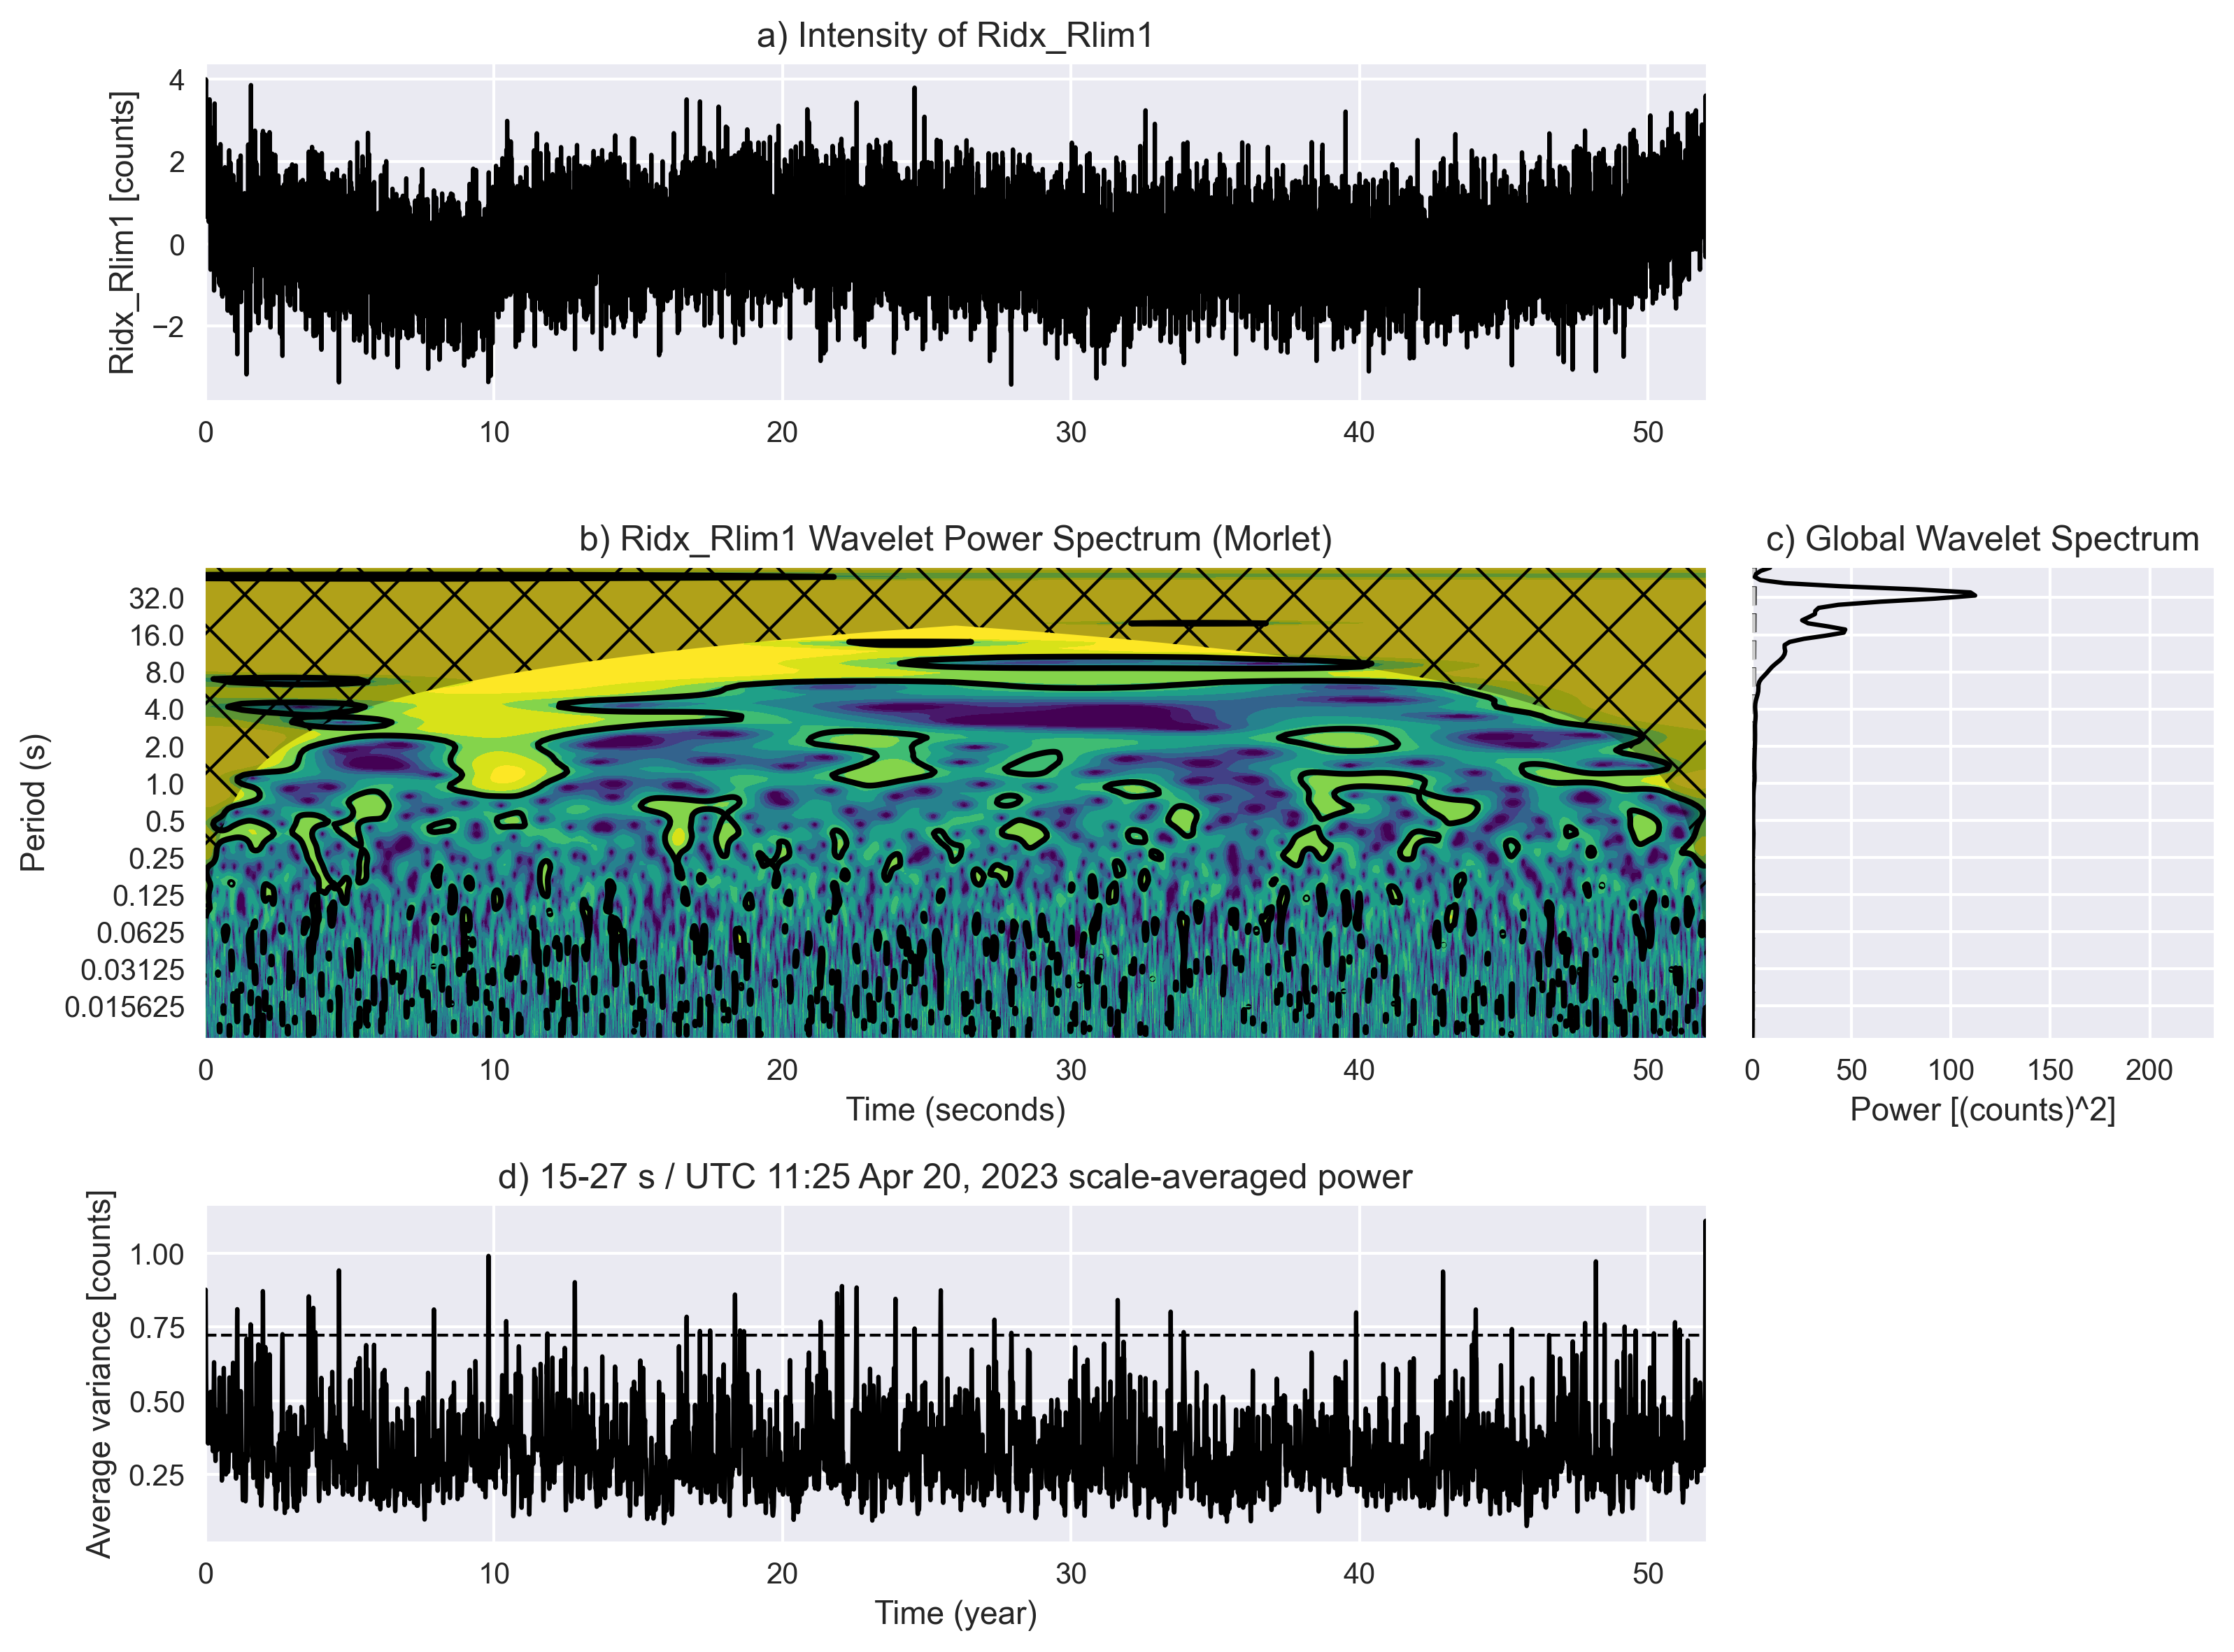 a) Intensity of Ridx_Rlim1
Ridx_Rlim1 [counts]
4
2
0
−2
0 10 20 30 40 50
b) Ridx_Rlim1 Wavelet Power Spectrum (Morlet)
Period (s)
32.0
16.0
8.0
4.0
2.0
1.0
0.5
0.25
0.125
0.0625
0.03125
0.015625
0 10 20 30 40 50
Time (seconds)
c) Global Wavelet Spectrum
0 50 100 150 200
Power [(counts)^2]
d) 15-27 s / UTC 11:25 Apr 20, 2023 scale-averaged power
Average variance [counts]
1.00
0.75
0.50
0.25
0 10 20 30 40 50
Time (year)